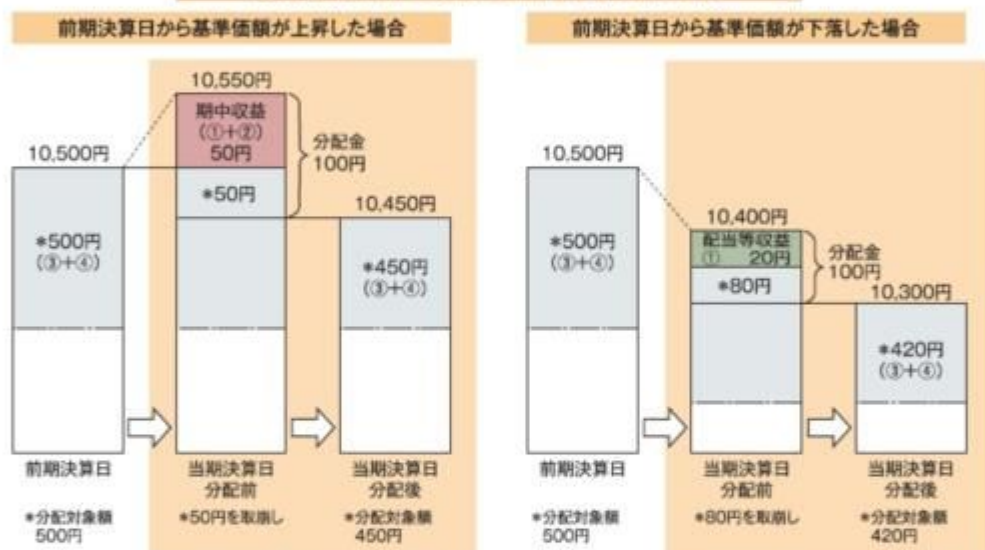 前期決算日から基準価額が上昇した場合
10,550円
期中収益
(①+②)
50円
分配金
100円
10,500円
*50円
10,450円
*500円
(③+④)
*450円
(③+④)
前期決算日
当期決算日
分配前
当期決算日
分配後
*分配対象額
500円
*50円を取崩し
*分配対象額
450円
前期決算日から基準価額が下落した場合
10,500円
10,400円
配当等収益
① 20円
分配金
100円
*500円
(③+④)
*80円
10,300円
*420円
(③+④)
前期決算日
当期決算日
分配前
当期決算日
分配後
*分配対象額
500円
*80円を取崩し
*分配対象額
420円